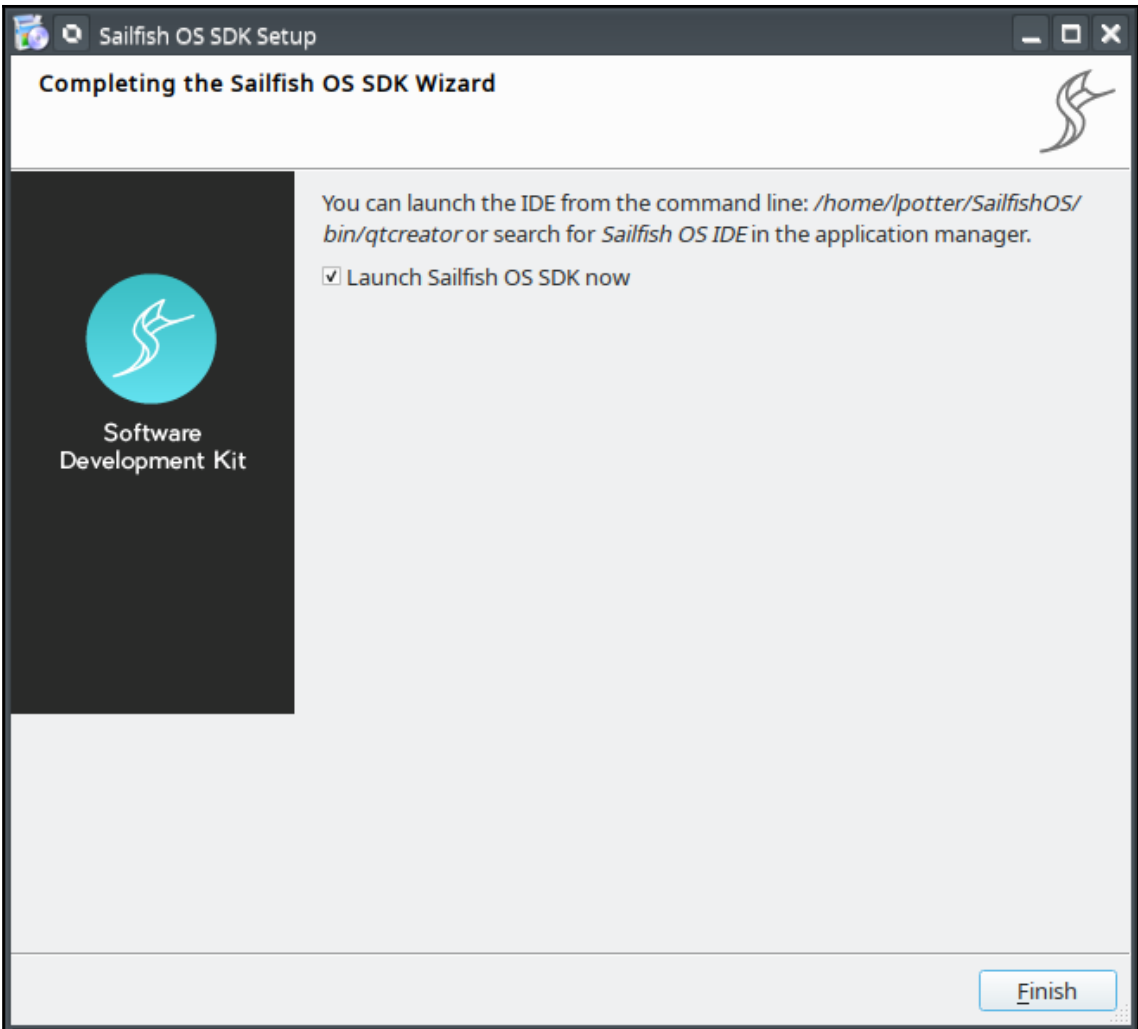 Sailfish OS SDK Setup
Completing the Sailfish OS SDK Wizard
You can launch the IDE from the command line: /home/lpotter/SailfishOS/
bin/qtcreator or search for Sailfish OS IDE in the application manager.
Launch Sailfish OS SDK now
Software
Development Kit
Finish